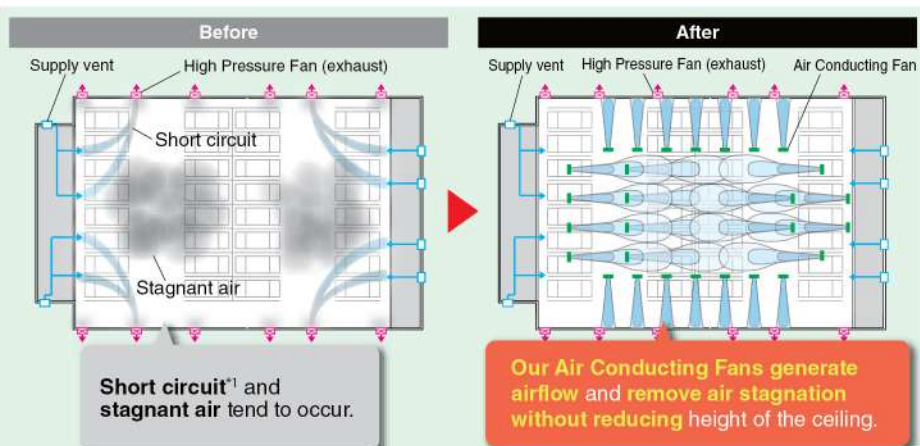 Before
Supply vent
High Pressure Fan (exhaust)
Short circuit
Stagnant air
Short circuit*1 and
stagnant air tend to occur.
After
Supply vent
High Pressure Fan (exhaust)
Air Conducting Fan
Our Air Conducting Fans generate
airflow and remove air stagnation
without reducing height of the ceiling.